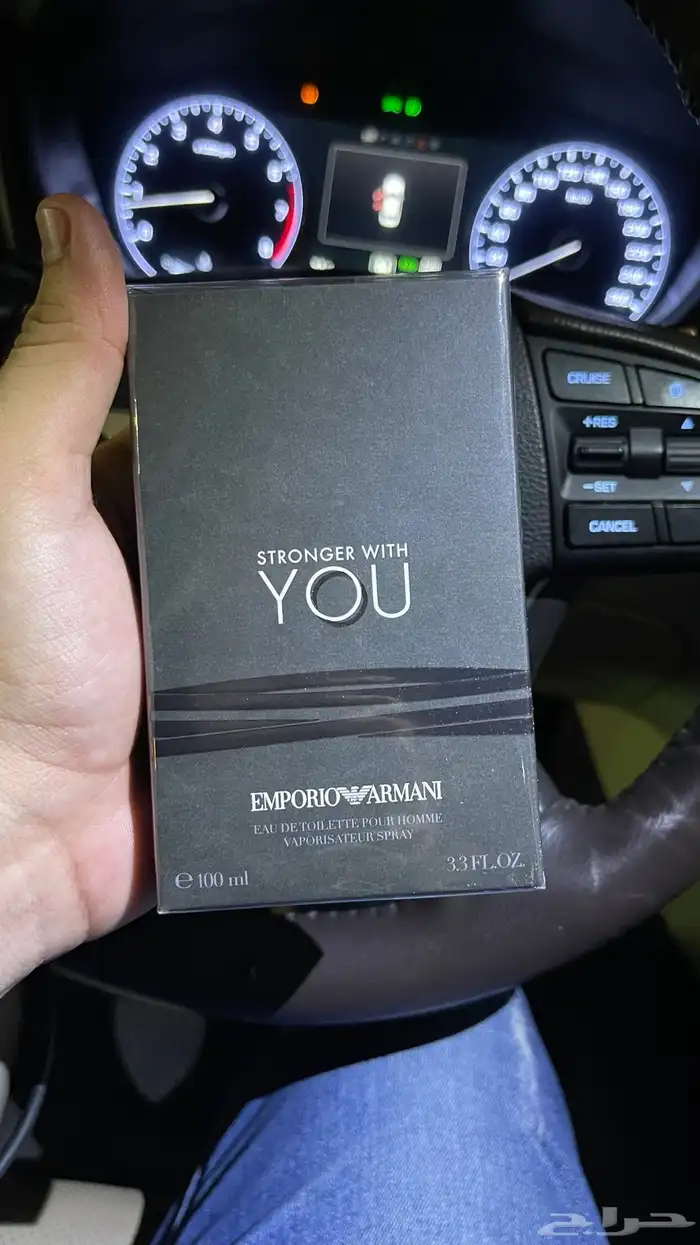 CRUISE
+RES
-SET
CANCEL
STRONGER WITH
YOU
EMPORIO ARMANI
EAU DE TOILETTE POUR HOMME
VAPORISATEUR SPRAY
e 100 ml
3.3 FL.OZ.
حراج